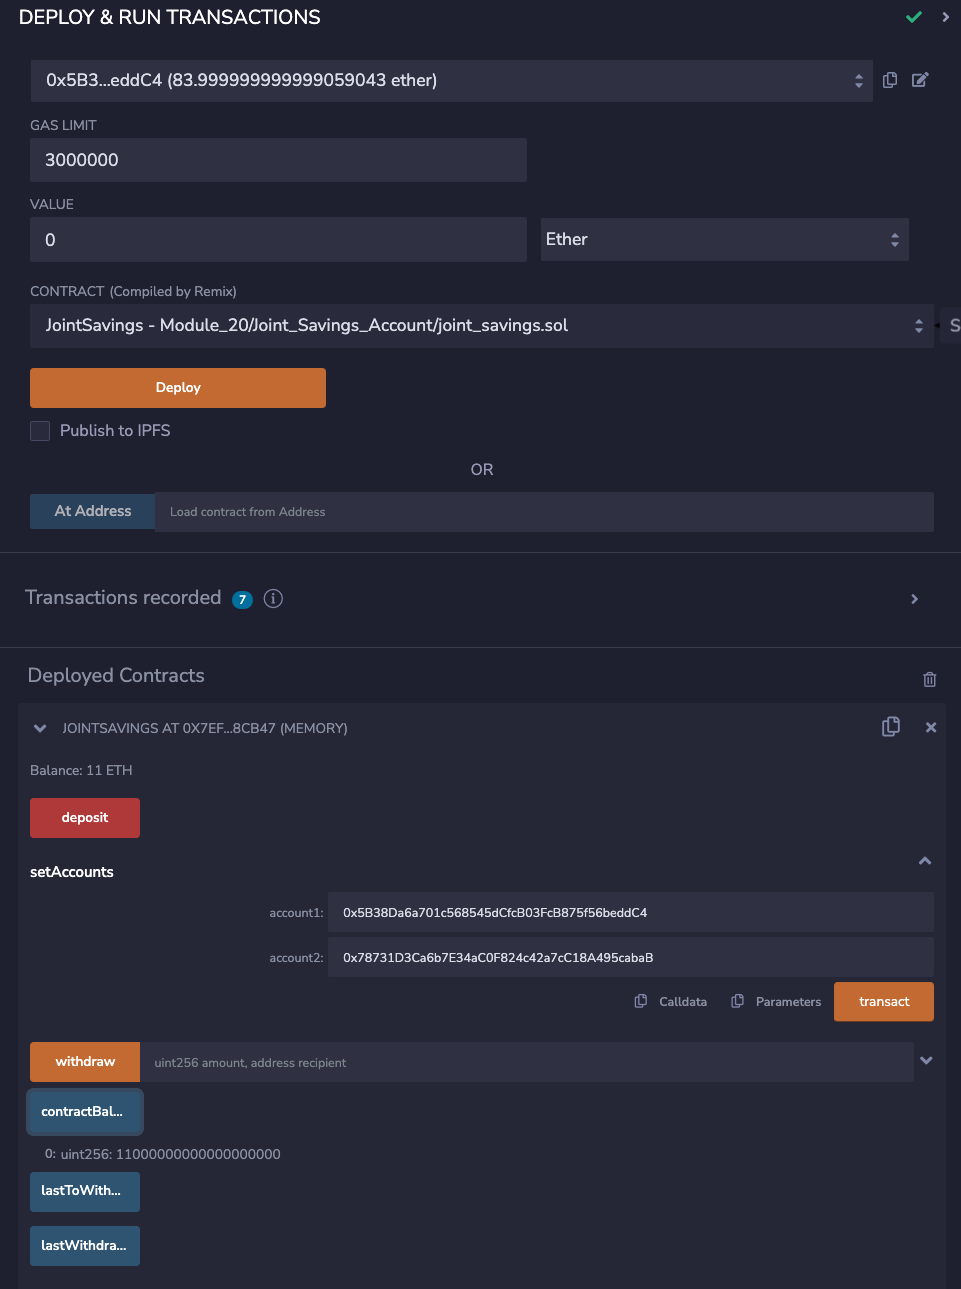 DEPLOY & RUN TRANSACTIONS
0x5B3...eddC4 (83.999999999999059043 ether)
GAS LIMIT
3000000
VALUE
0
Ether
CONTRACT (Compiled by Remix)
JointSavings - Module_20/Joint_Savings_Account/joint_savings.sol
S
Deploy
Publish to IPFS
OR
At Address
Load contract from Address
Transactions recorded 7
Deployed Contracts
JOINTSAVINGS AT 0X7EF...8CB47 (MEMORY)
Balance: 11 ETH
deposit
setAccounts
account1: 0x5B38Da6a701c568545dCfcB03FcB875f56beddC4
account2: 0x78731D3Ca6b7E34aC0F824c42a7cC18A495cabaB
Calldata Parameters transact
withdraw uint256 amount, address recipient
contractBal...
0: uint256: 11000000000000000000
lastToWith...
lastWithdra...